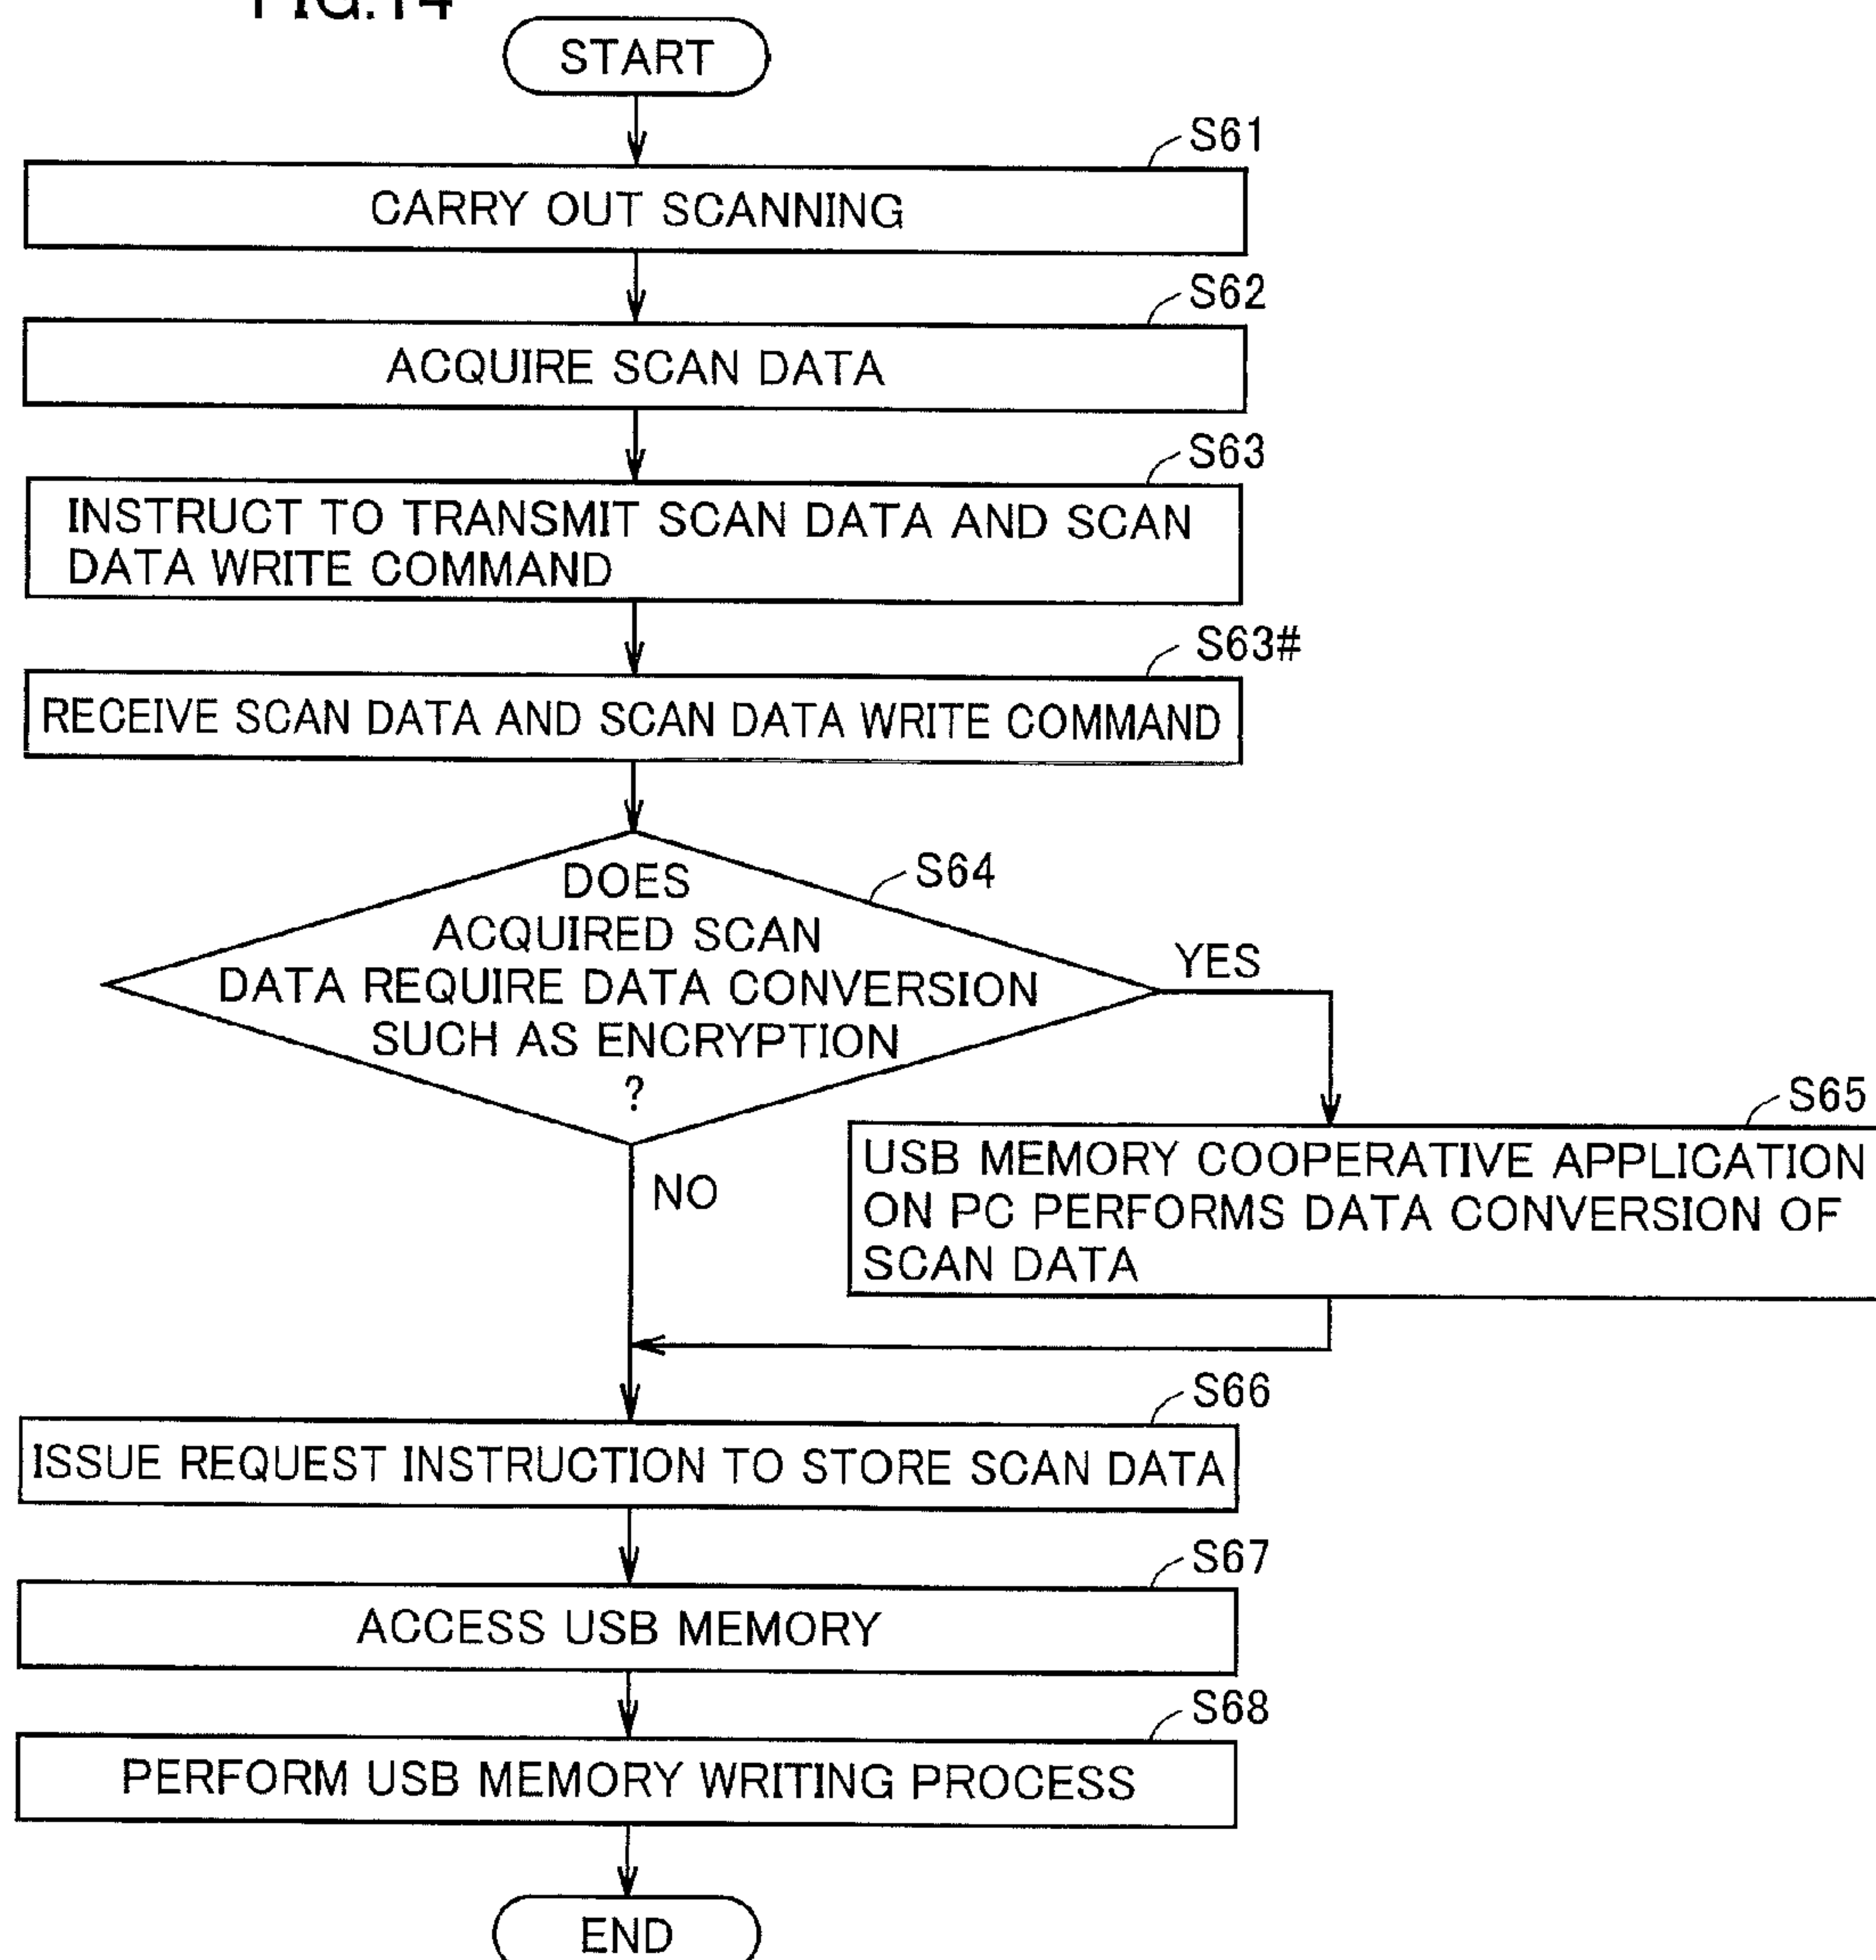 FIG.14
START
S61
CARRY OUT SCANNING
S62
ACQUIRE SCAN DATA
S63
INSTRUCT TO TRANSMIT SCAN DATA AND SCAN
DATA WRITE COMMAND
S63#
RECEIVE SCAN DATA AND SCAN DATA WRITE COMMAND
S64
DOES
ACQUIRED SCAN
DATA REQUIRE DATA CONVERSION
SUCH AS ENCRYPTION
?
YES
NO
S65
USB MEMORY COOPERATIVE APPLICATION
ON PC PERFORMS DATA CONVERSION OF
SCAN DATA
S66
ISSUE REQUEST INSTRUCTION TO STORE SCAN DATA
S67
ACCESS USB MEMORY
S68
PERFORM USB MEMORY WRITING PROCESS
END